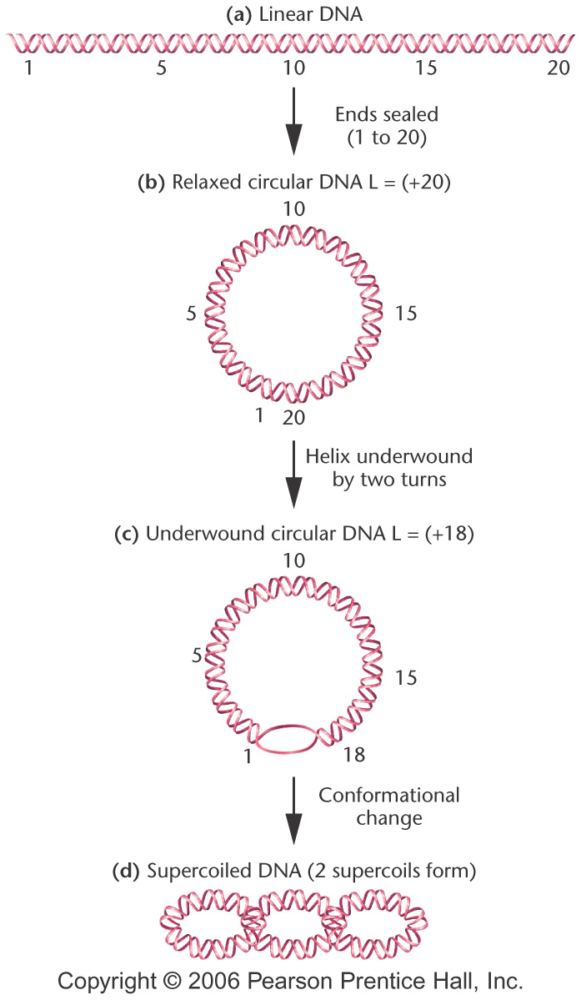 (a) Linear DNA
1 5 10 15 20
Ends sealed
(1 to 20)
(b) Relaxed circular DNA L = (+20)
10
5 15
1 20
Helix underwound
by two turns
(c) Underwound circular DNA L = (+18)
10
5
15
1 18
Conformational
change
(d) Supercoiled DNA (2 supercoils form)
Copyright © 2006 Pearson Prentice Hall, Inc.